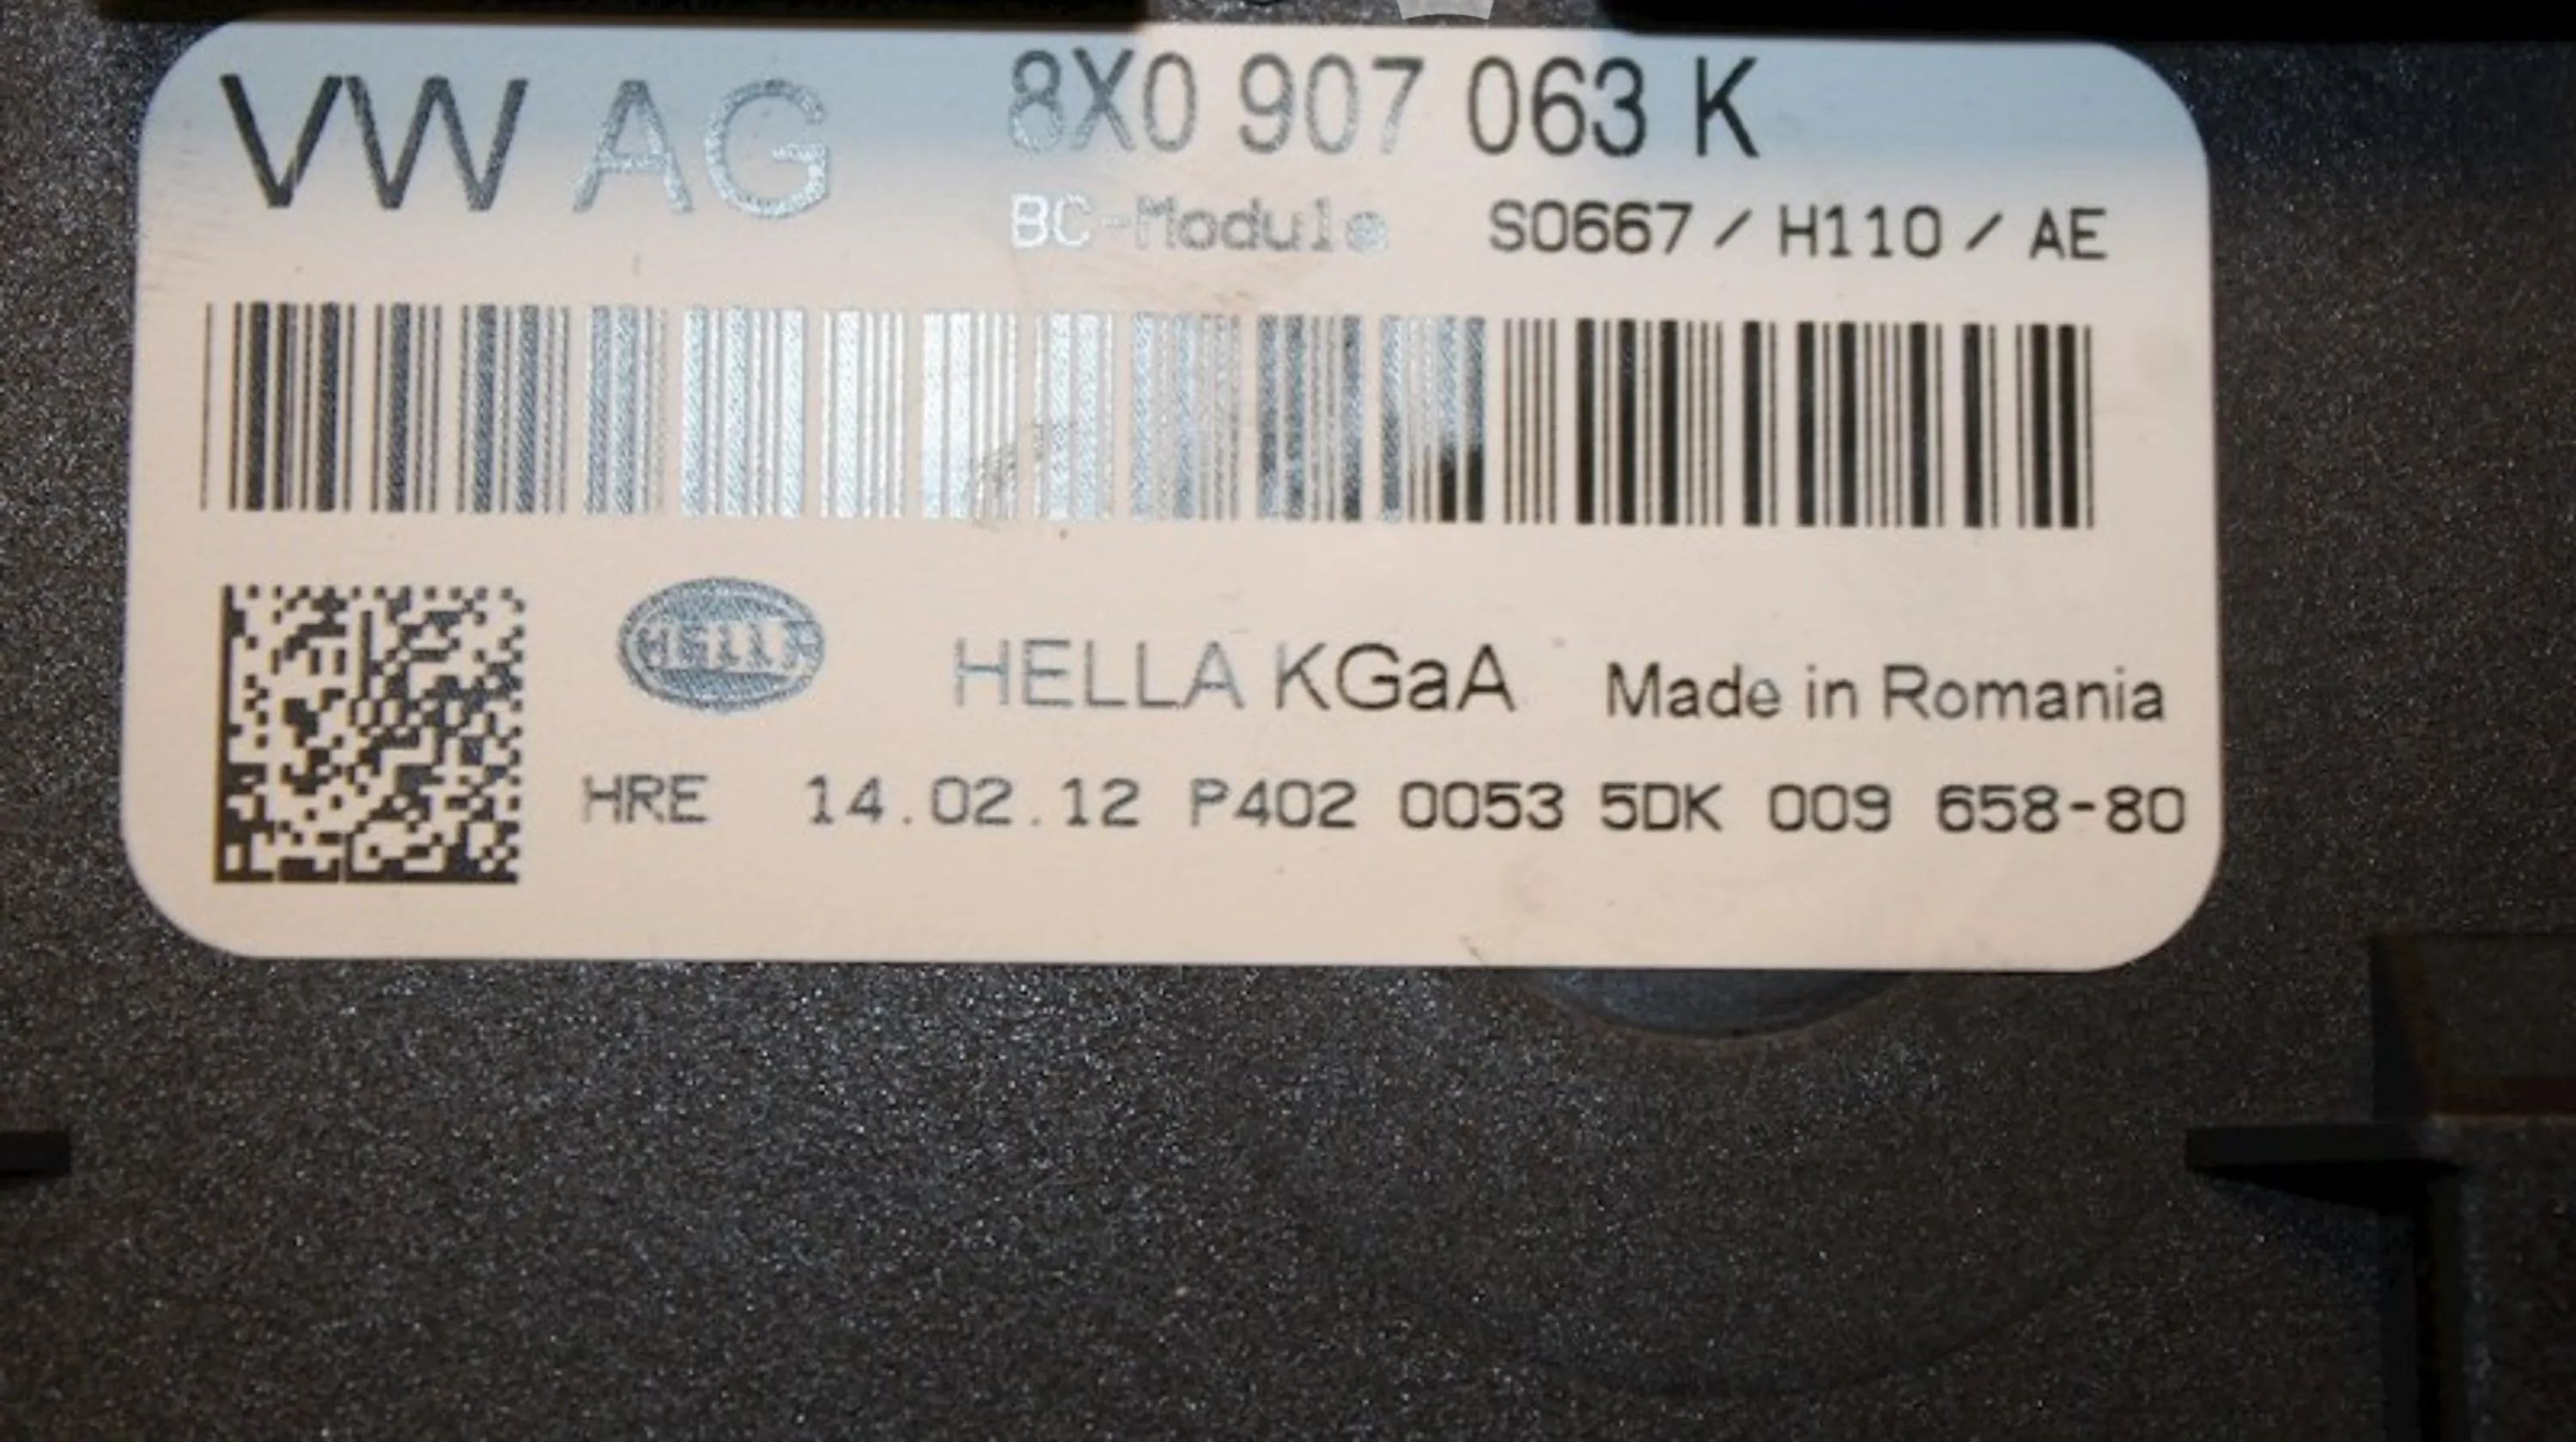 VW AG 8X0 907 063 K
BC-Module S0667 / H110 / AE
HELLA
HELLA KGaA Made in Romania
HRE 14.02.12 P402 0053 5DK 009 658-80